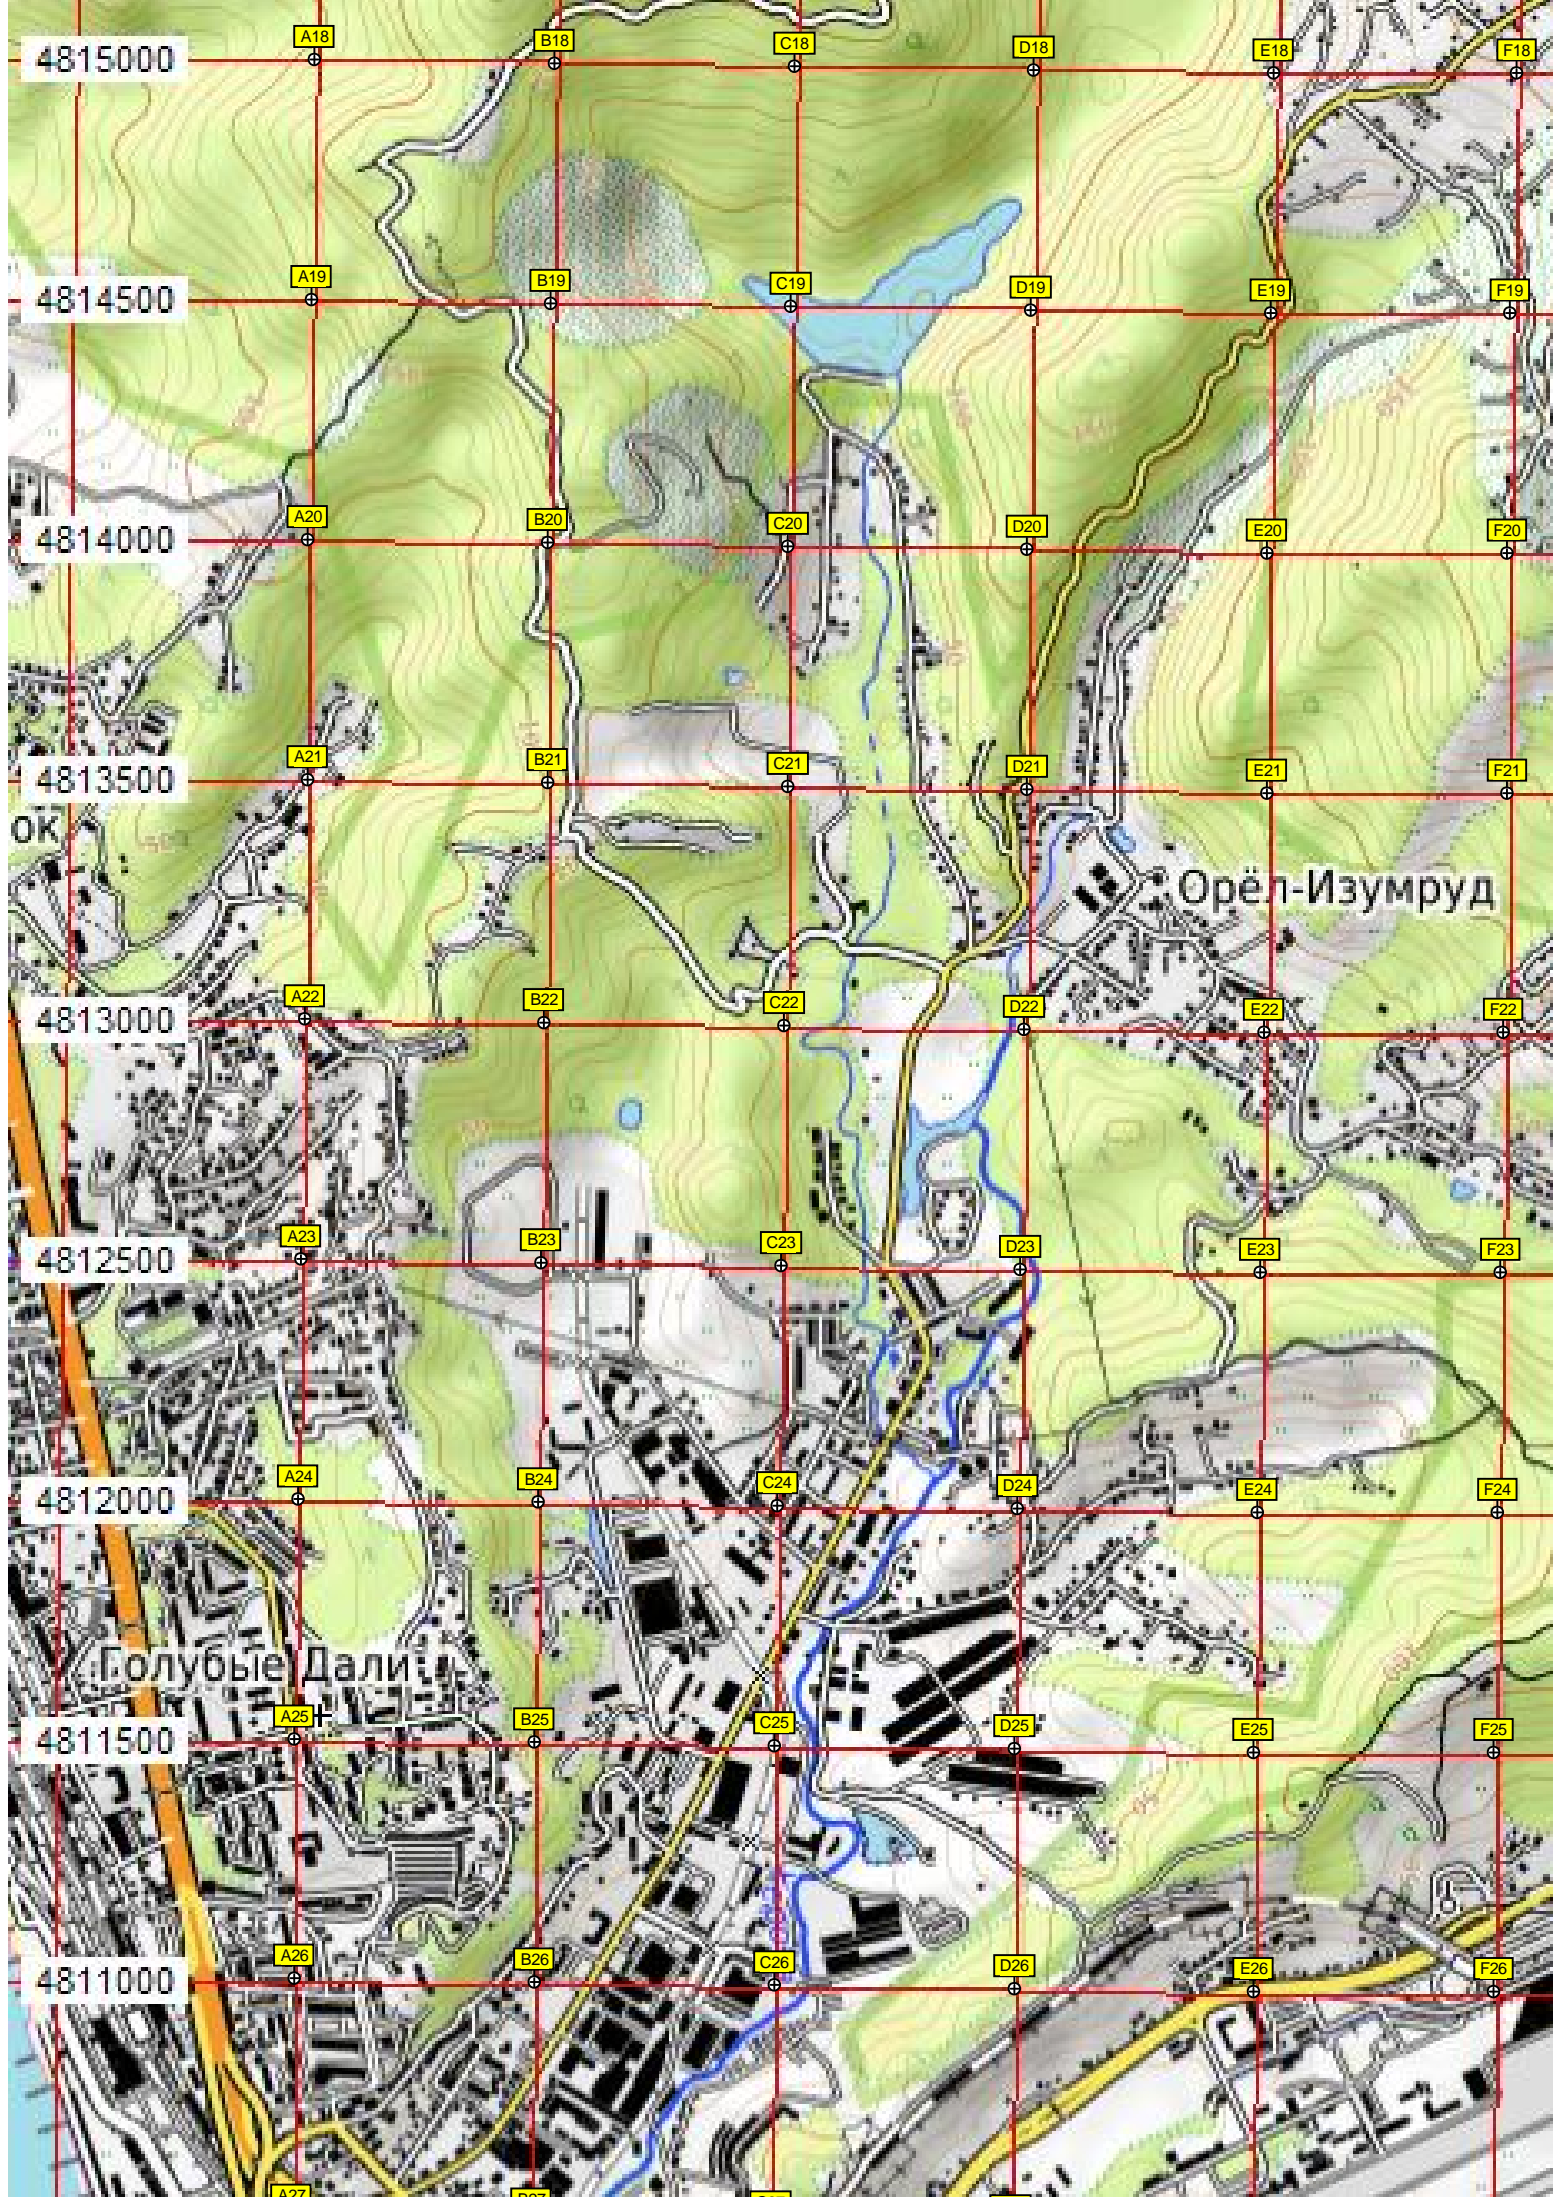 A18 B18 C18 D18 E18 F18
4815000
A19 B19 C19 D19 E19 F19
4814500
A20 B20 C20 D20 E20 F20
4814000
A21 B21 C21 D21 E21 F21
4813500
ок
Орёл-Изумруд
A22 B22 C22 D22 E22 F22
4813000
A23 B23 C23 D23 E23 F23
4812500
A24 B24 C24 D24 E24 F24
4812000
Голубые Дали
A25 B25 C25 D25 E25 F25
4811500
A26 B26 C26 D26 E26 F26
4811000
A27 B27